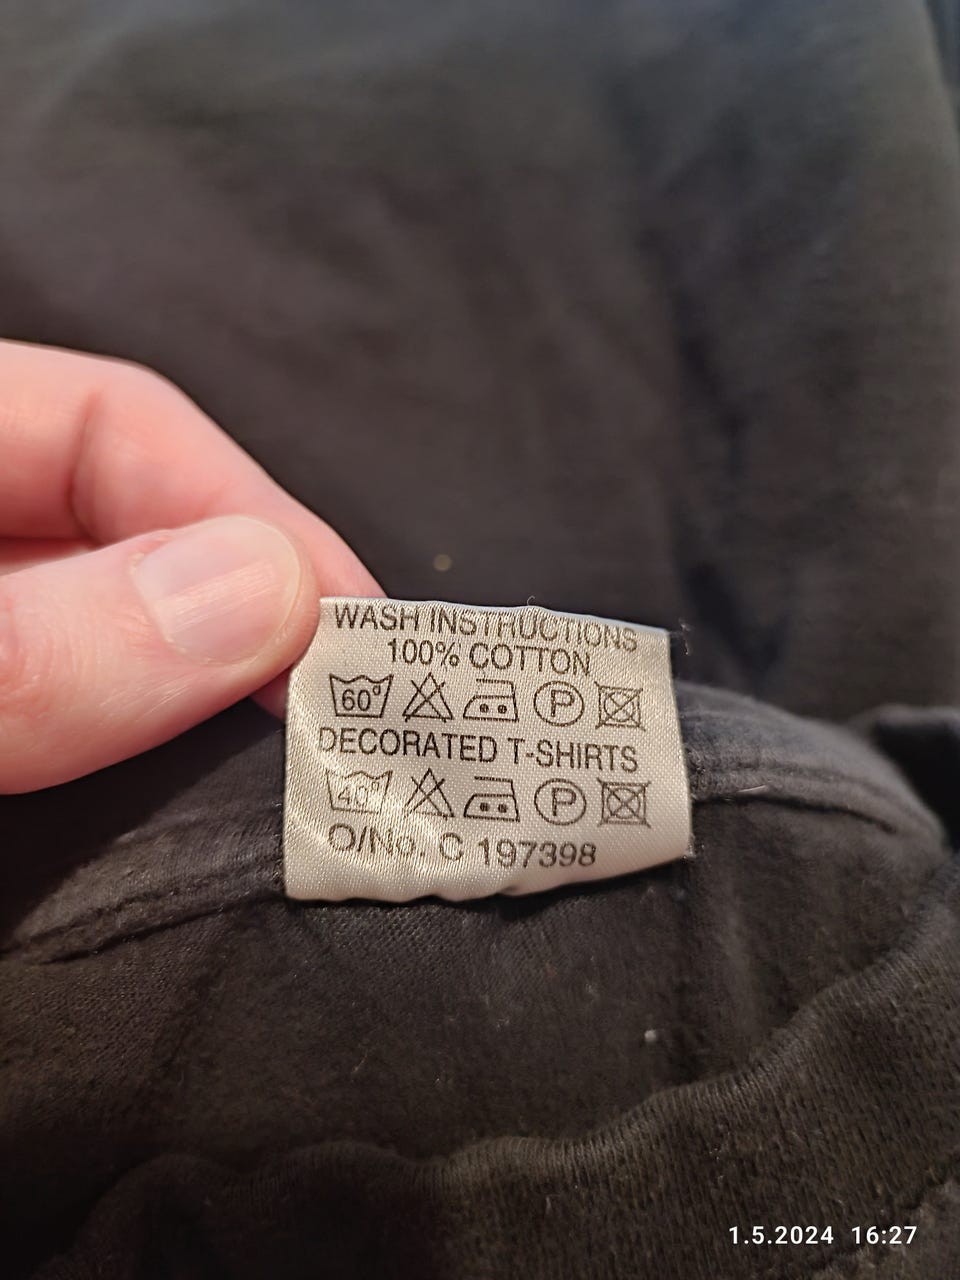 WASH INSTRUCTIONS
100% COTTON
60° P
DECORATED T-SHIRTS
40° P
O/No. C 197398
1.5.2024 16:27